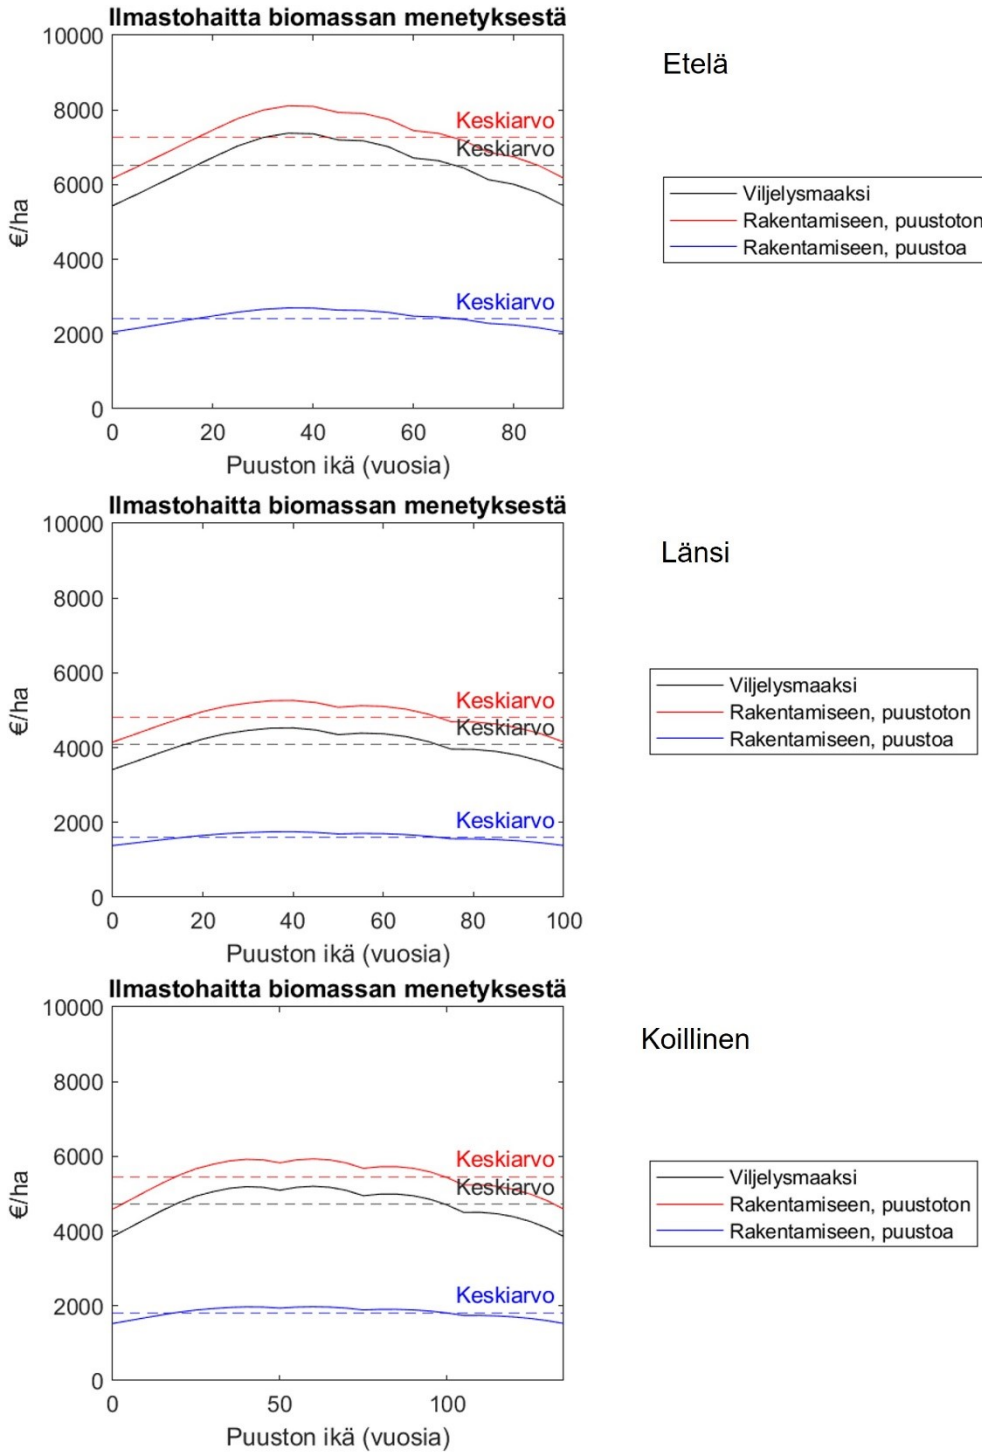 Ilmastohaitta biomassan menetyksestä
Etelä
10000
8000
6000
4000
2000
0
€/ha
Keskiarvo
Keskiarvo
Keskiarvo
Viljelysmaaksi
Rakentamiseen, puustoton
Rakentamiseen, puustoa
0 20 40 60 80
Puuston ikä (vuosia)
Ilmastohaitta biomassan menetyksestä
Länsi
10000
8000
6000
4000
2000
0
€/ha
Keskiarvo
Keskiarvo
Keskiarvo
Viljelysmaaksi
Rakentamiseen, puustoton
Rakentamiseen, puustoa
0 20 40 60 80 100
Puuston ikä (vuosia)
Ilmastohaitta biomassan menetyksestä
Koillinen
10000
8000
6000
4000
2000
0
€/ha
Keskiarvo
Keskiarvo
Keskiarvo
Viljelysmaaksi
Rakentamiseen, puustoton
Rakentamiseen, puustoa
0 50 100
Puuston ikä (vuosia)